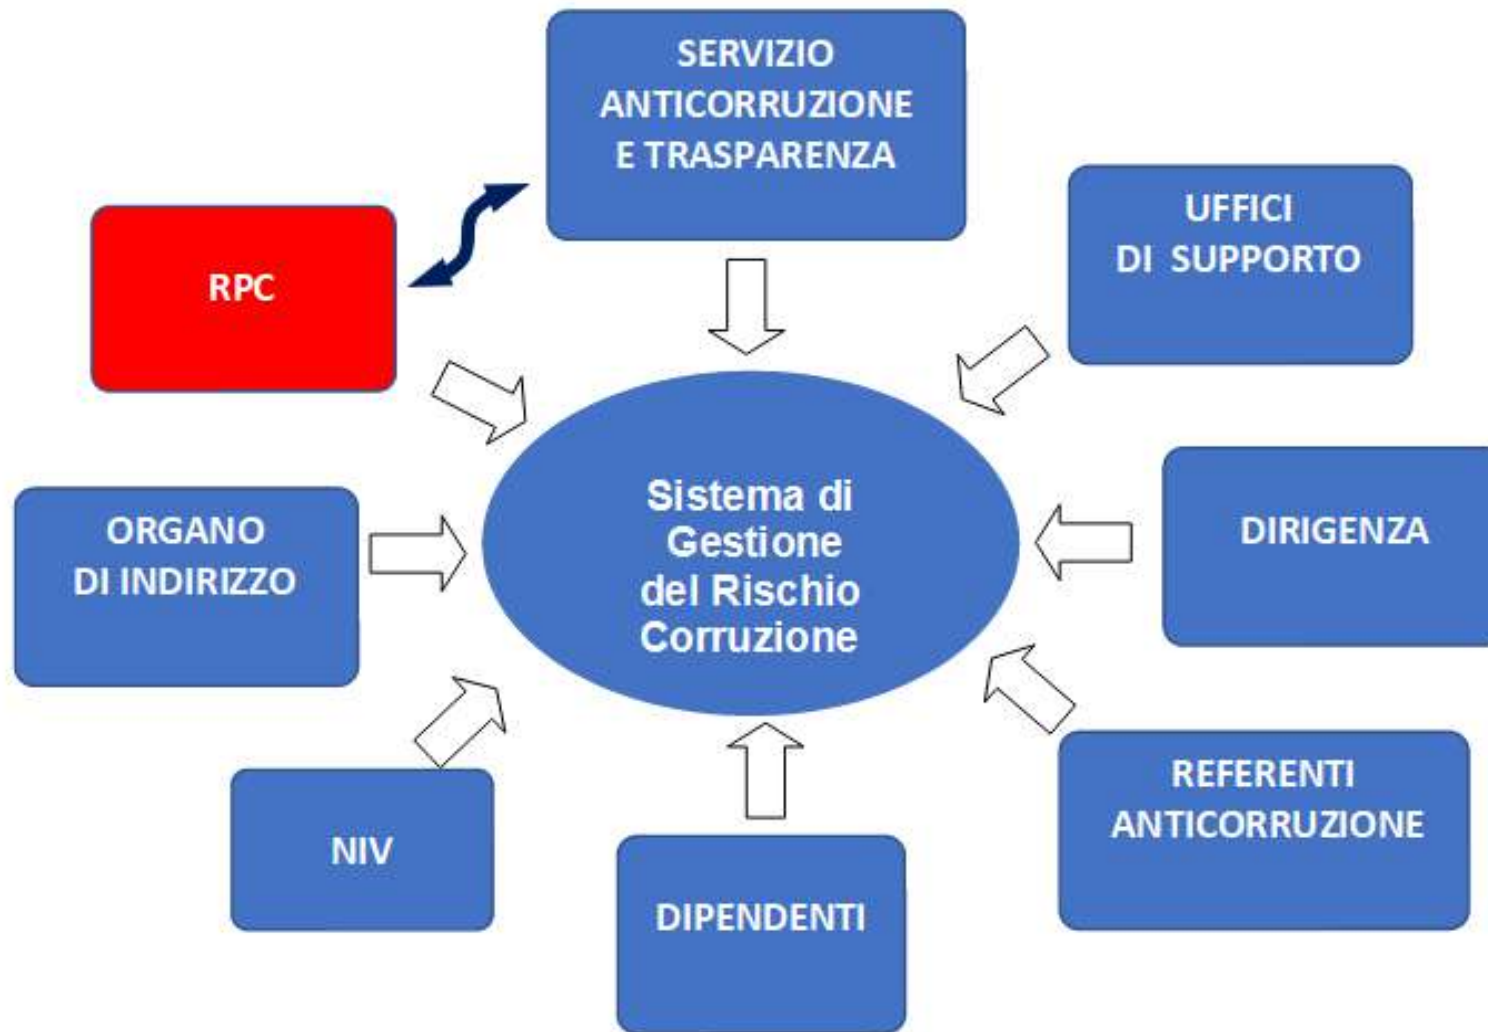 SERVIZIO
ANTICORRUZIONE
E TRASPARENZA
UFFICI
DI SUPPORTO
RPC
Sistema di
Gestione
del Rischio
Corruzione
ORGANO
DI INDIRIZZO
DIRIGENZA
REFERENTI
ANTICORRUZIONE
NIV
DIPENDENTI